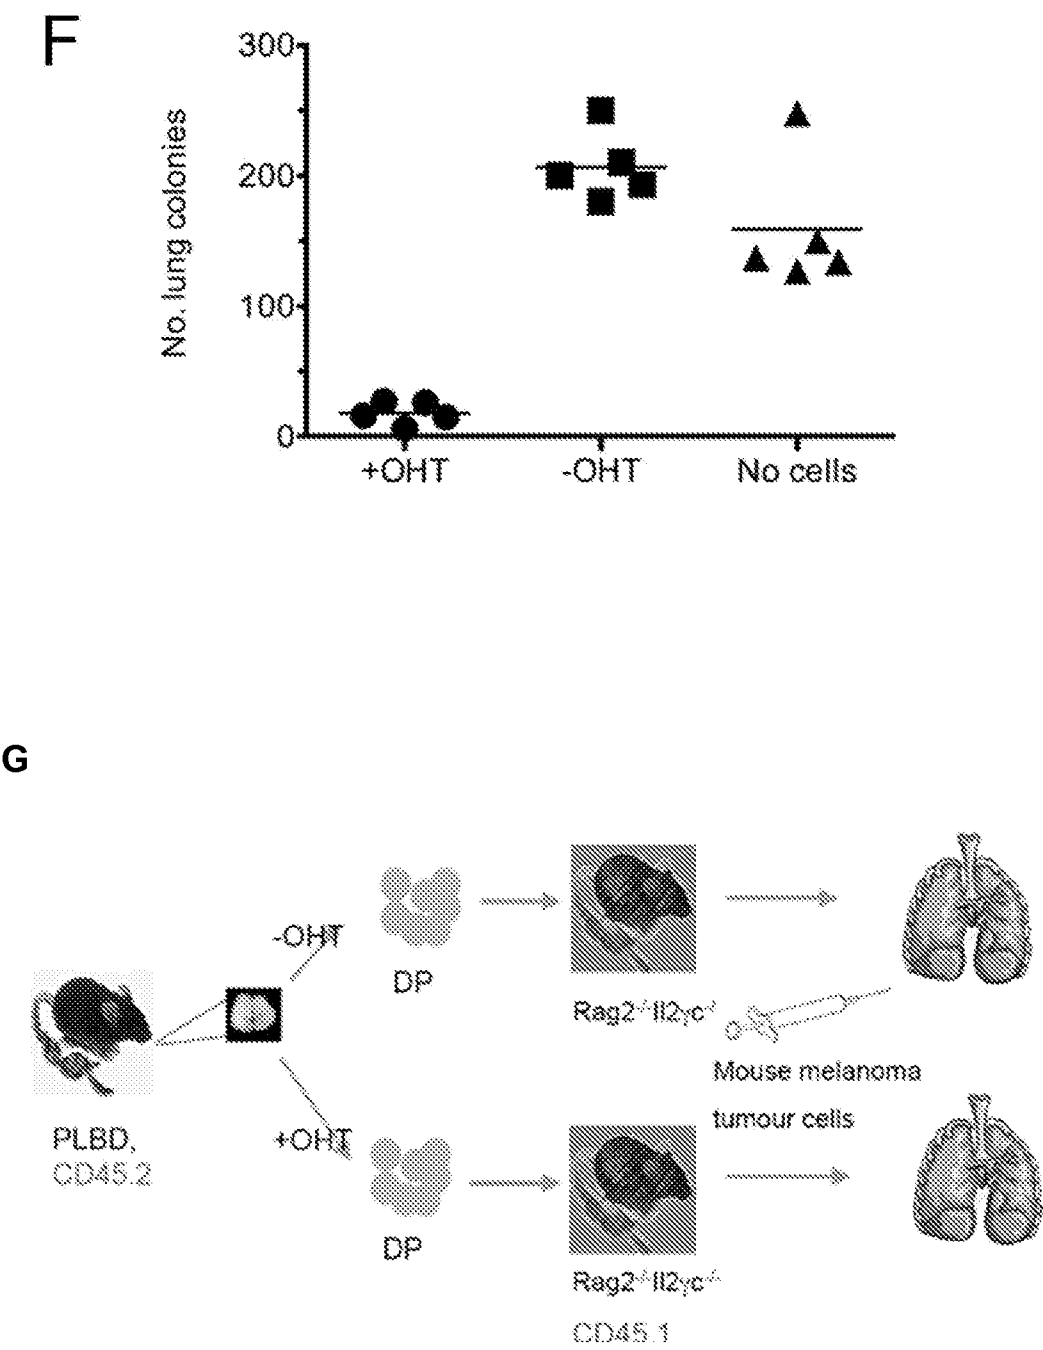 F
300
200
100
0
No. lung colonies
+OHT
-OHT
No cells
G
-OHT
DP
Rag2-/-Il2γc-/-
Mouse melanoma
tumour cells
PLBD,
CD45.2
+OHT
DP
Rag2-/-Il2γc-/-
CD45.1